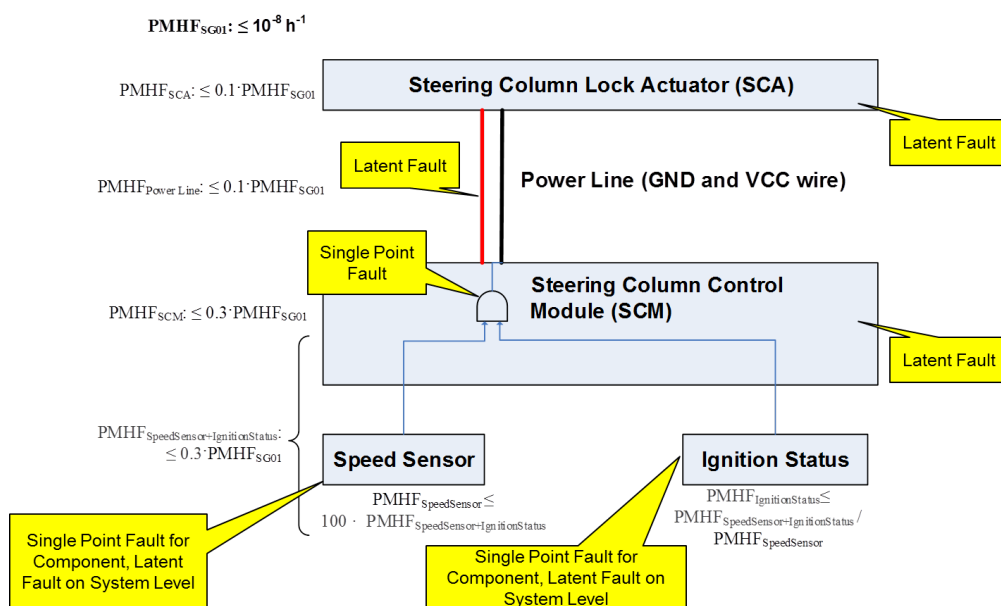 PMHFSG01: ≤ 10-8 h-1
Steering Column Lock Actuator (SCA)
PMHFSCA: ≤ 0.1·PMHFSG01
Latent Fault
Latent Fault
PMHFPower Line: ≤ 0.1·PMHFSG01
Power Line (GND and VCC wire)
Single Point
Fault
Steering Column Control
Module (SCM)
PMHFSCM: ≤ 0.3·PMHFSG01
Latent Fault
PMHFSpeedSensor+IgnitionStatus:
≤ 0.3·PMHFSG01
Speed Sensor
Ignition Status
PMHFSpeedSensor ≤
100 · PMHFSpeedSensor+IgnitionStatus
PMHFIgnitionStatus≤
PMHFSpeedSensor+IgnitionStatus /
PMHFSpeedSensor
Single Point Fault for
Component, Latent
Fault on System Level
Single Point Fault for
Component, Latent Fault on
System Level